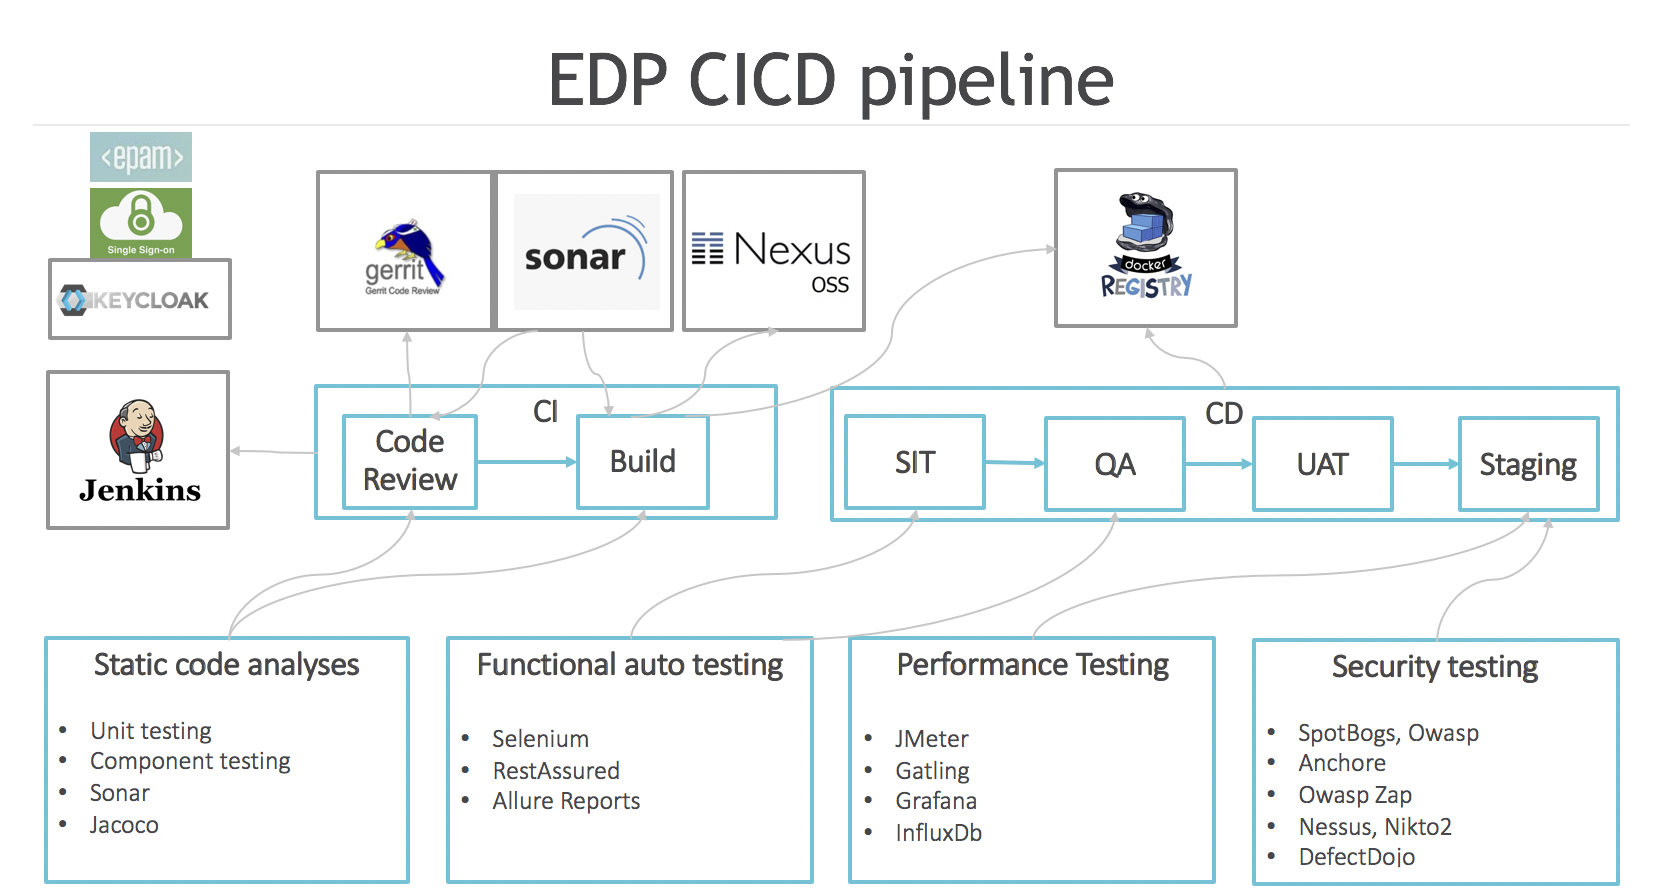 EDP CICD pipeline
<epam>
Single Sign-on
KEYCLOAK
gerrit
Gerrit Code Review
sonar
Nexus
OSS
docker
REGISTRY
Jenkins
CI
Code
Review
Build
CD
SIT
QA
UAT
Staging
Static code analyses
• Unit testing
• Component testing
• Sonar
• Jacoco
Functional auto testing
• Selenium
• RestAssured
• Allure Reports
Performance Testing
• JMeter
• Gatling
• Grafana
• InfluxDb
Security testing
• SpotBogs, Owasp
• Anchore
• Owasp Zap
• Nessus, Nikto2
• DefectDojo